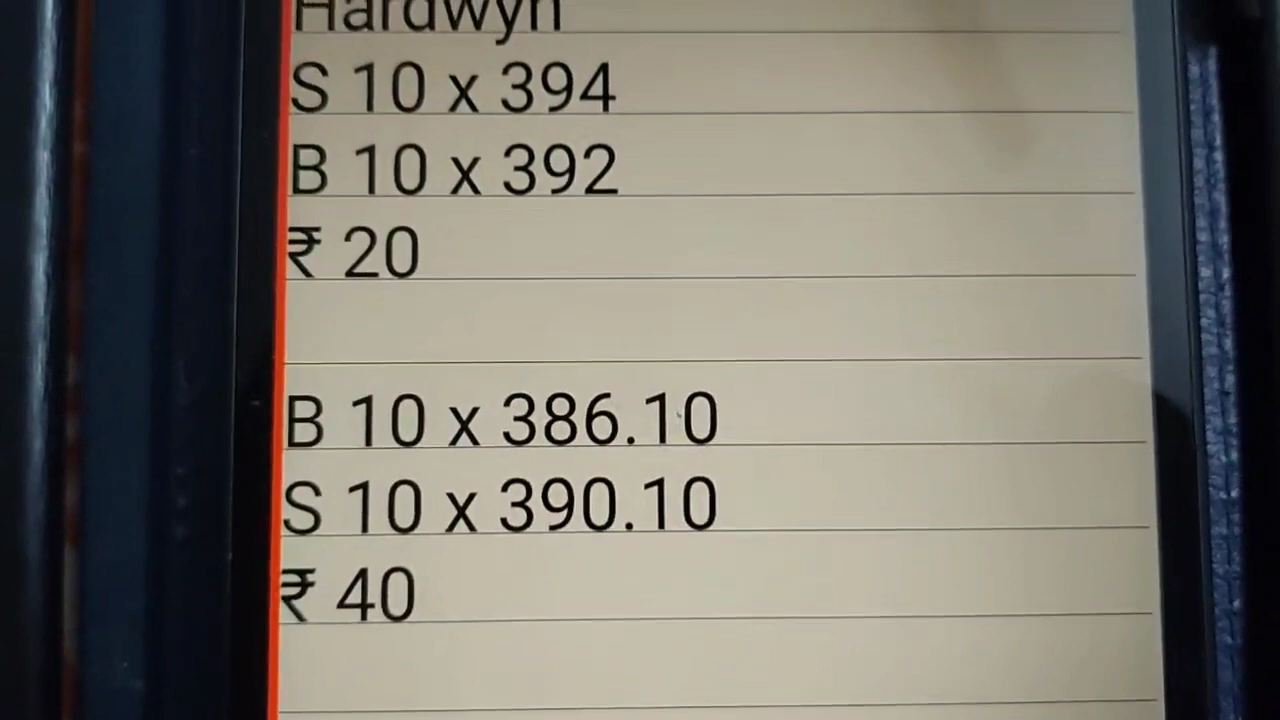 Hardwyn
S 10 x 394
B 10 x 392
₹ 20
B 10 x 386.10
S 10 x 390.10
₹ 40